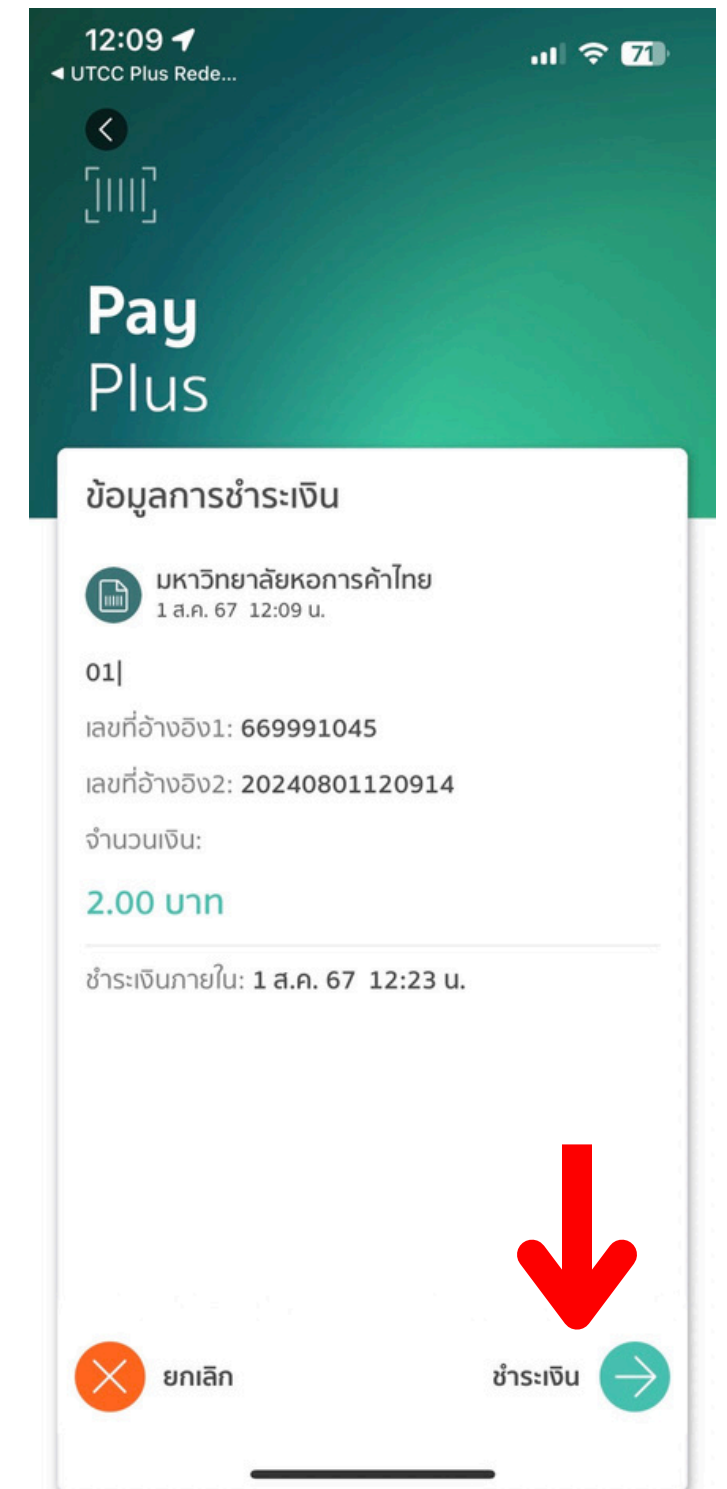 12:09
◀ UTCC Plus Rede...
71
Pay
Plus
ข้อมูลการชำระเงิน
มหาวิทยาลัยหอการค้าไทย
1 ส.ค. 67 12:09 น.
01|
เลขที่อ้างอิง1: 669991045
เลขที่อ้างอิง2: 20240801120914
จำนวนเงิน:
2.00 บาท
ชำระเงินภายใน: 1 ส.ค. 67 12:23 น.
ยกเลิก
ชำระเงิน